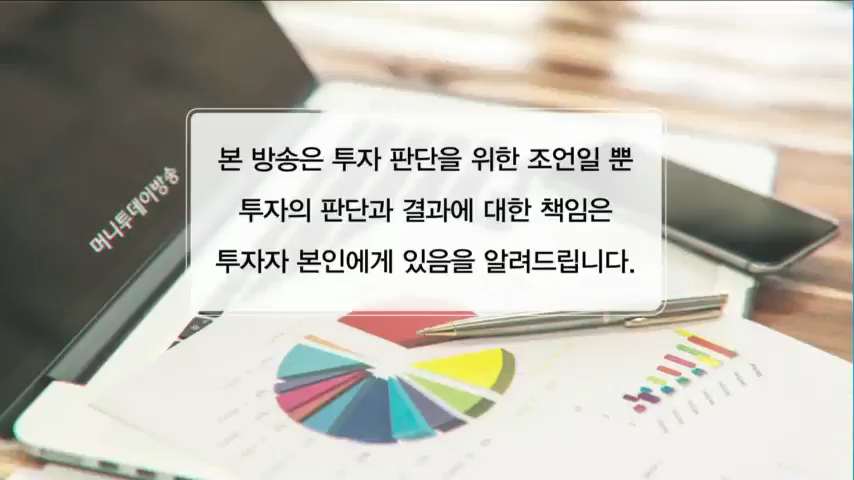 본 방송은 투자 판단을 위한 조언일 뿐
투자의 판단과 결과에 대한 책임은
투자자 본인에게 있음을 알려드립니다.
머니투데이방송